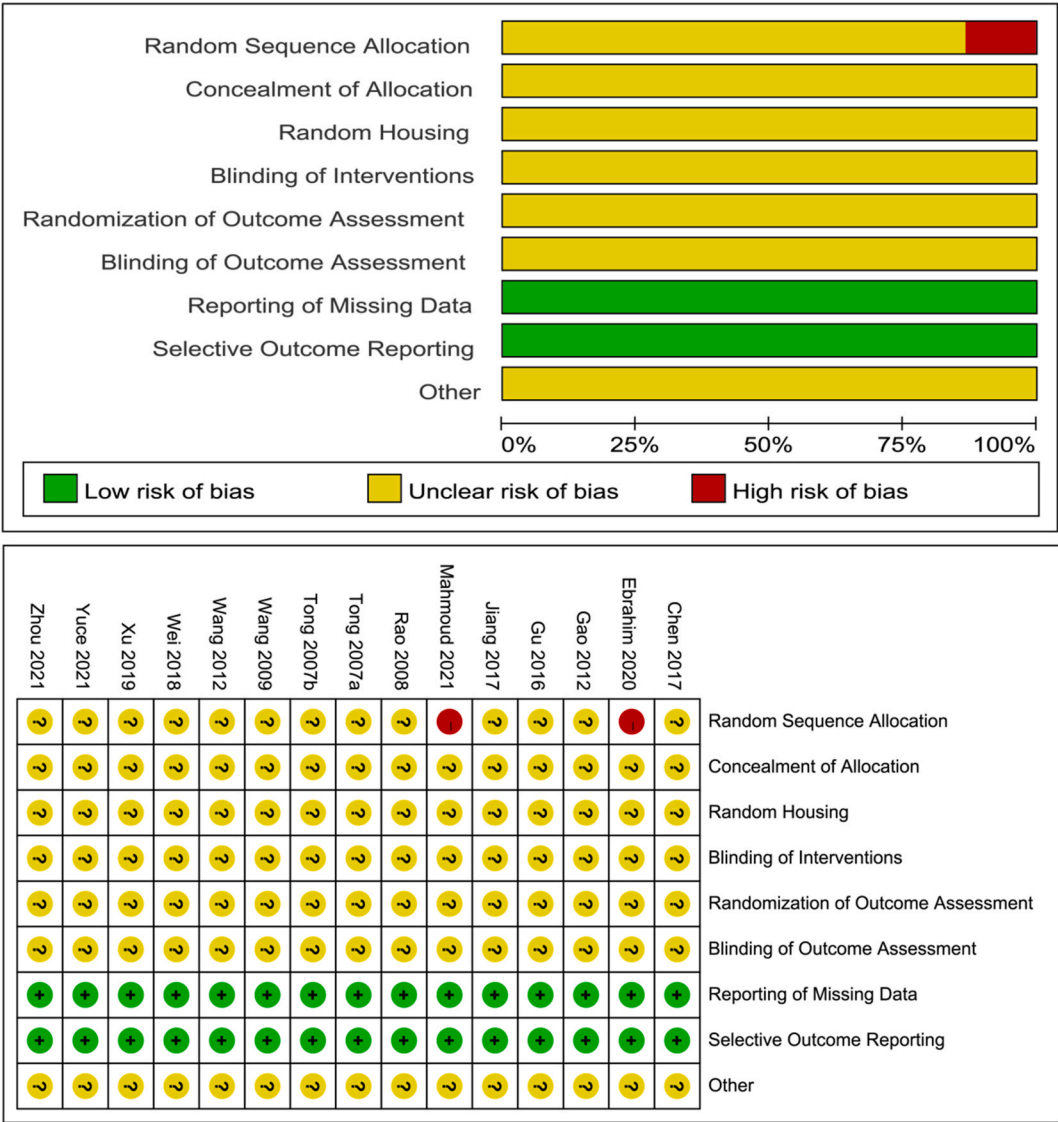 Random Sequence Allocation
Concealment of Allocation
Random Housing
Blinding of Interventions
Randomization of Outcome Assessment
Blinding of Outcome Assessment
Reporting of Missing Data
Selective Outcome Reporting
Other
0% 25% 50% 75% 100%
Low risk of bias Unclear risk of bias High risk of bias
Zhou 2021
Yuce 2021
Xu 2019
Wei 2018
Wang 2012
Wang 2009
Tong 2007b
Tong 2007a
Rao 2008
Mahmoud 2021
Jiang 2017
Gu 2016
Gao 2012
Ebrahim 2020
Chen 2017
? ? ? ? ? ? ? ? ? - ? ? ? - ? Random Sequence Allocation
? ? ? ? ? ? ? ? ? ? ? ? ? ? ? Concealment of Allocation
? ? ? ? ? ? ? ? ? ? ? ? ? ? ? Random Housing
? ? ? ? ? ? ? ? ? ? ? ? ? ? ? Blinding of Interventions
? ? ? ? ? ? ? ? ? ? ? ? ? ? ? Randomization of Outcome Assessment
? ? ? ? ? ? ? ? ? ? ? ? ? ? ? Blinding of Outcome Assessment
+ + + + + + + + + + + + + + + Reporting of Missing Data
+ + + + + + + + + + + + + + + Selective Outcome Reporting
? ? ? ? ? ? ? ? ? ? ? ? ? ? ? Other